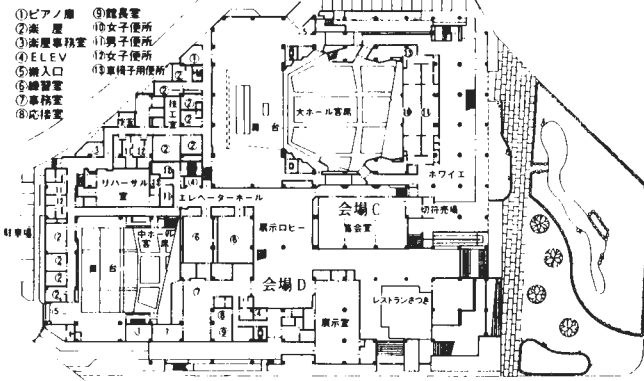 ①ピアノ庫
②楽屋
③楽屋事務室
④ELEV
⑤搬入口
⑥練習室
⑦事務室
⑧応接室
⑨館長室
⑩女子便所
⑪男子便所
⑫女子便所
⑬車椅子用便所
技工室
舞台
大ホール客席
ホワイエ
リハーサル室
エレベーターホール
会場C
切符売場
駐車場
中ホール客席
舞台
展示ロビー
会場D
レストランさつき
展示室